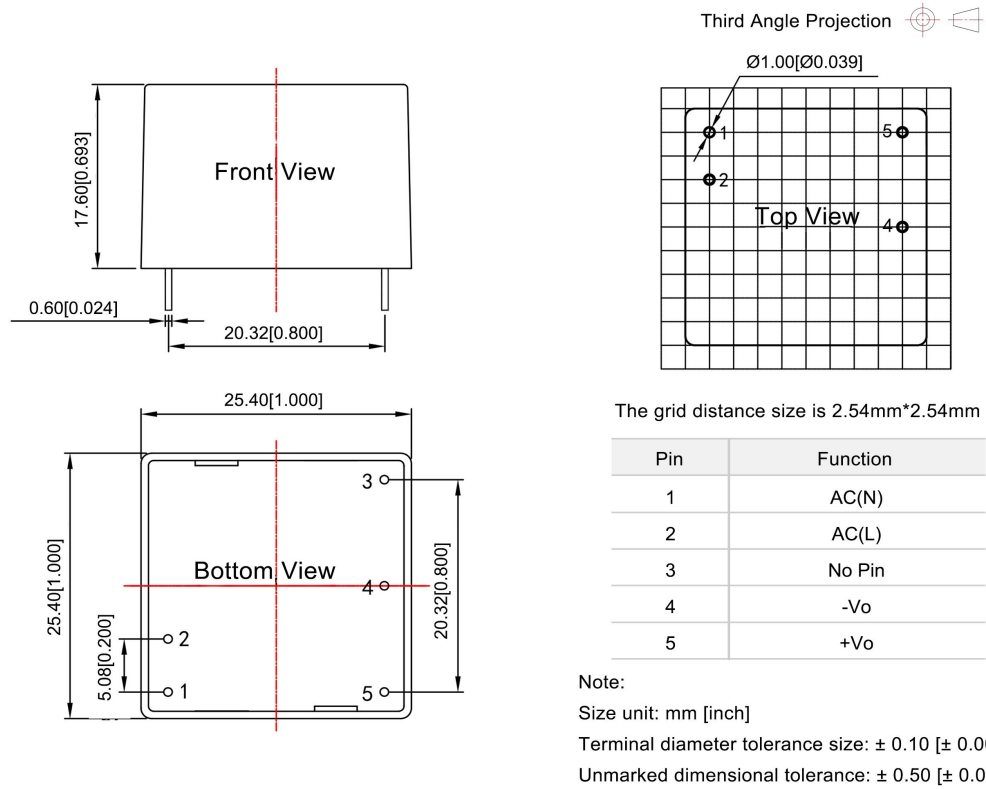 Third Angle Projection
Ø1.00[Ø0.039]
1
5
2
Top View
4
17.60[0.693]
Front View
0.60[0.024]
20.32[0.800]
25.40[1.000]
3
25.40[1.000]
Bottom View
4
20.32[0.800]
2
5.08[0.200]
1
5
The grid distance size is 2.54mm*2.54mm
Pin Function
1 AC(N)
2 AC(L)
3 No Pin
4 -Vo
5 +Vo
Note:
Size unit: mm [inch]
Terminal diameter tolerance size: ± 0.10 [± 0.00
Unmarked dimensional tolerance: ± 0.50 [± 0.0